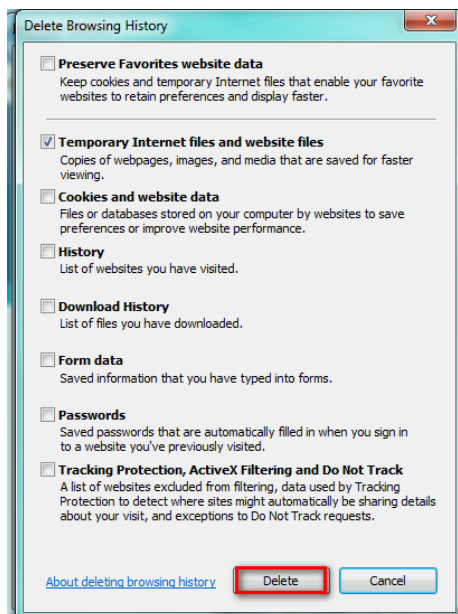 Delete Browsing History
Preserve Favorites website data
Keep cookies and temporary Internet files that enable your favorite
websites to retain preferences and display faster.
Temporary Internet files and website files
Copies of webpages, images, and media that are saved for faster
viewing.
Cookies and website data
Files or databases stored on your computer by websites to save
preferences or improve website performance.
History
List of websites you have visited.
Download History
List of files you have downloaded.
Form data
Saved information that you have typed into forms.
Passwords
Saved passwords that are automatically filled in when you sign in
to a website you've previously visited.
Tracking Protection, ActiveX Filtering and Do Not Track
A list of websites excluded from filtering, data used by Tracking
Protection to detect where sites might automatically be sharing details
about your visit, and exceptions to Do Not Track requests.
About deleting browsing history Delete Cancel